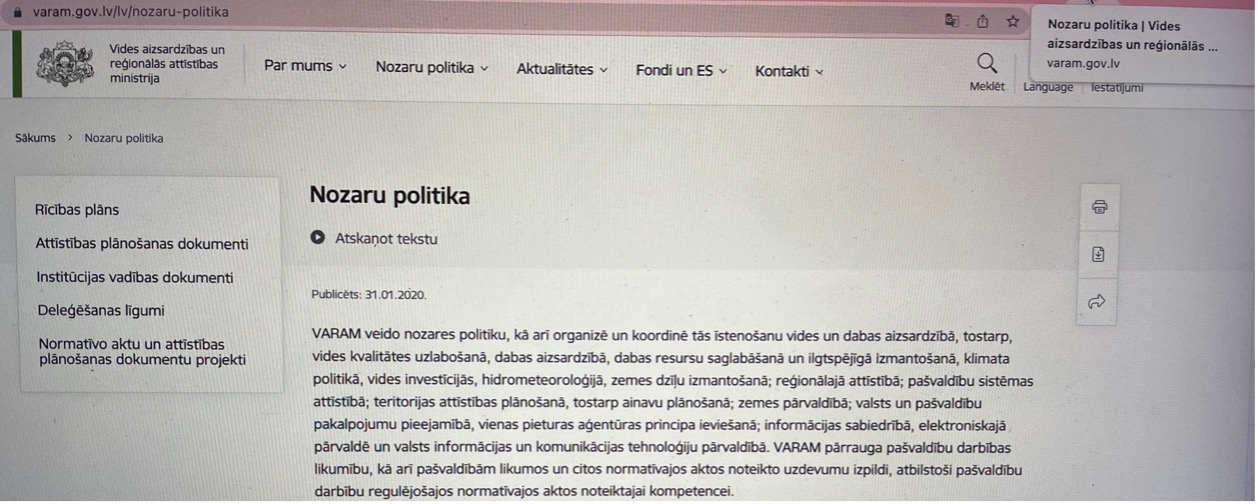 varam.gov.lv/lv/nozaru-politika
Nozaru politika | Vides
aizsardzības un reģionālās ...
varam.gov.lv
Vides aizsardzības un
reģionālās attīstības
ministrija
Par mums
Nozaru politika
Aktualitātes
Fondi un ES
Kontakti
Meklēt
Language
Iestatījumi
Sākums > Nozaru politika
Rīcības plāns
Attīstības plānošanas dokumenti
Institūcijas vadības dokumenti
Deleģēšanas līgumi
Normatīvo aktu un attīstības
plānošanas dokumentu projekti
Nozaru politika
Atskaņot tekstu
Publicēts: 31.01.2020.
VARAM veido nozares politiku, kā arī organizē un koordinē tās īstenošanu vides un dabas aizsardzībā, tostarp,
vides kvalitātes uzlabošanā, dabas aizsardzībā, dabas resursu saglabāšanā un ilgtspējīgā izmantošanā, klimata
politikā, vides investīcijās, hidrometeoroloģijā, zemes dzīļu izmantošanā; reģionālajā attīstībā; pašvaldību sistēmas
attīstībā; teritorijas attīstības plānošanā, tostarp ainavu plānošanā; zemes pārvaldībā; valsts un pašvaldību
pakalpojumu pieejamībā, vienas pieturas aģentūras principa ieviešanā; informācijas sabiedrībā, elektroniskajā
pārvaldē un valsts informācijas un komunikācijas tehnoloģiju pārvaldībā. VARAM pārrauga pašvaldību darbības
likumību, kā arī pašvaldībām likumos un citos normatīvajos aktos noteikto uzdevumu izpildi, atbilstoši pašvaldību
darbību regulējošajos normatīvajos aktos noteiktajai kompetencei.